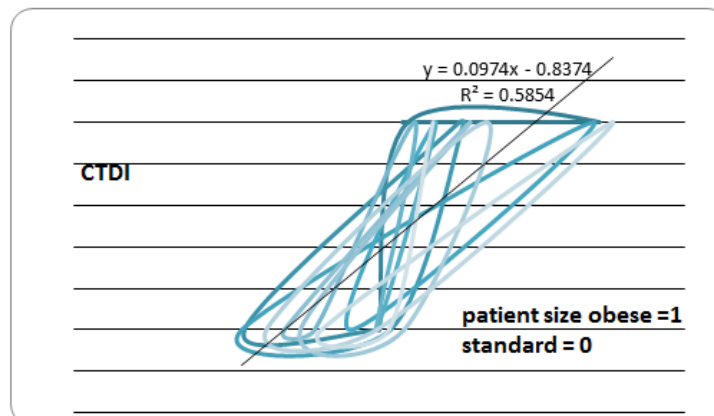 y = 0.0974x - 0.8374
R² = 0.5854
CTDI
patient size obese =1
standard = 0